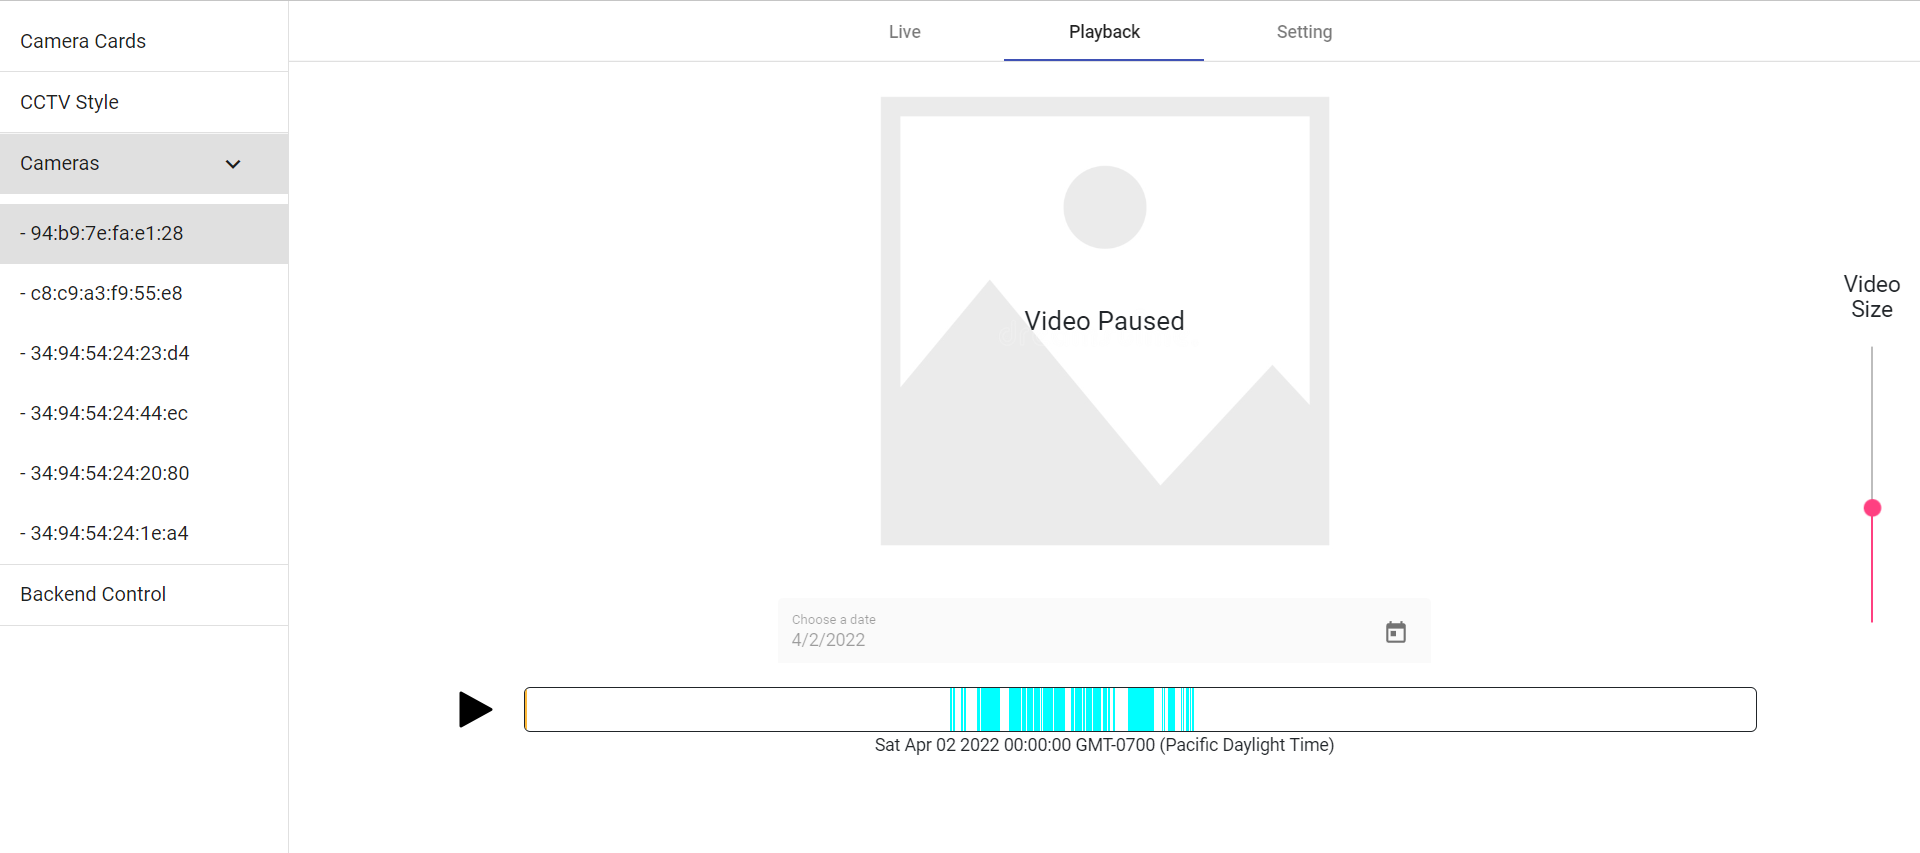 Camera Cards
CCTV Style
Cameras
- 94:b9:7e:fa:e1:28
- c8:c9:a3:f9:55:e8
- 34:94:54:24:23:d4
- 34:94:54:24:44:ec
- 34:94:54:24:20:80
- 34:94:54:24:1e:a4
Backend Control
Live
Playback
Setting
Video Paused
Video
Size
Choose a date
4/2/2022
Sat Apr 02 2022 00:00:00 GMT-0700 (Pacific Daylight Time)